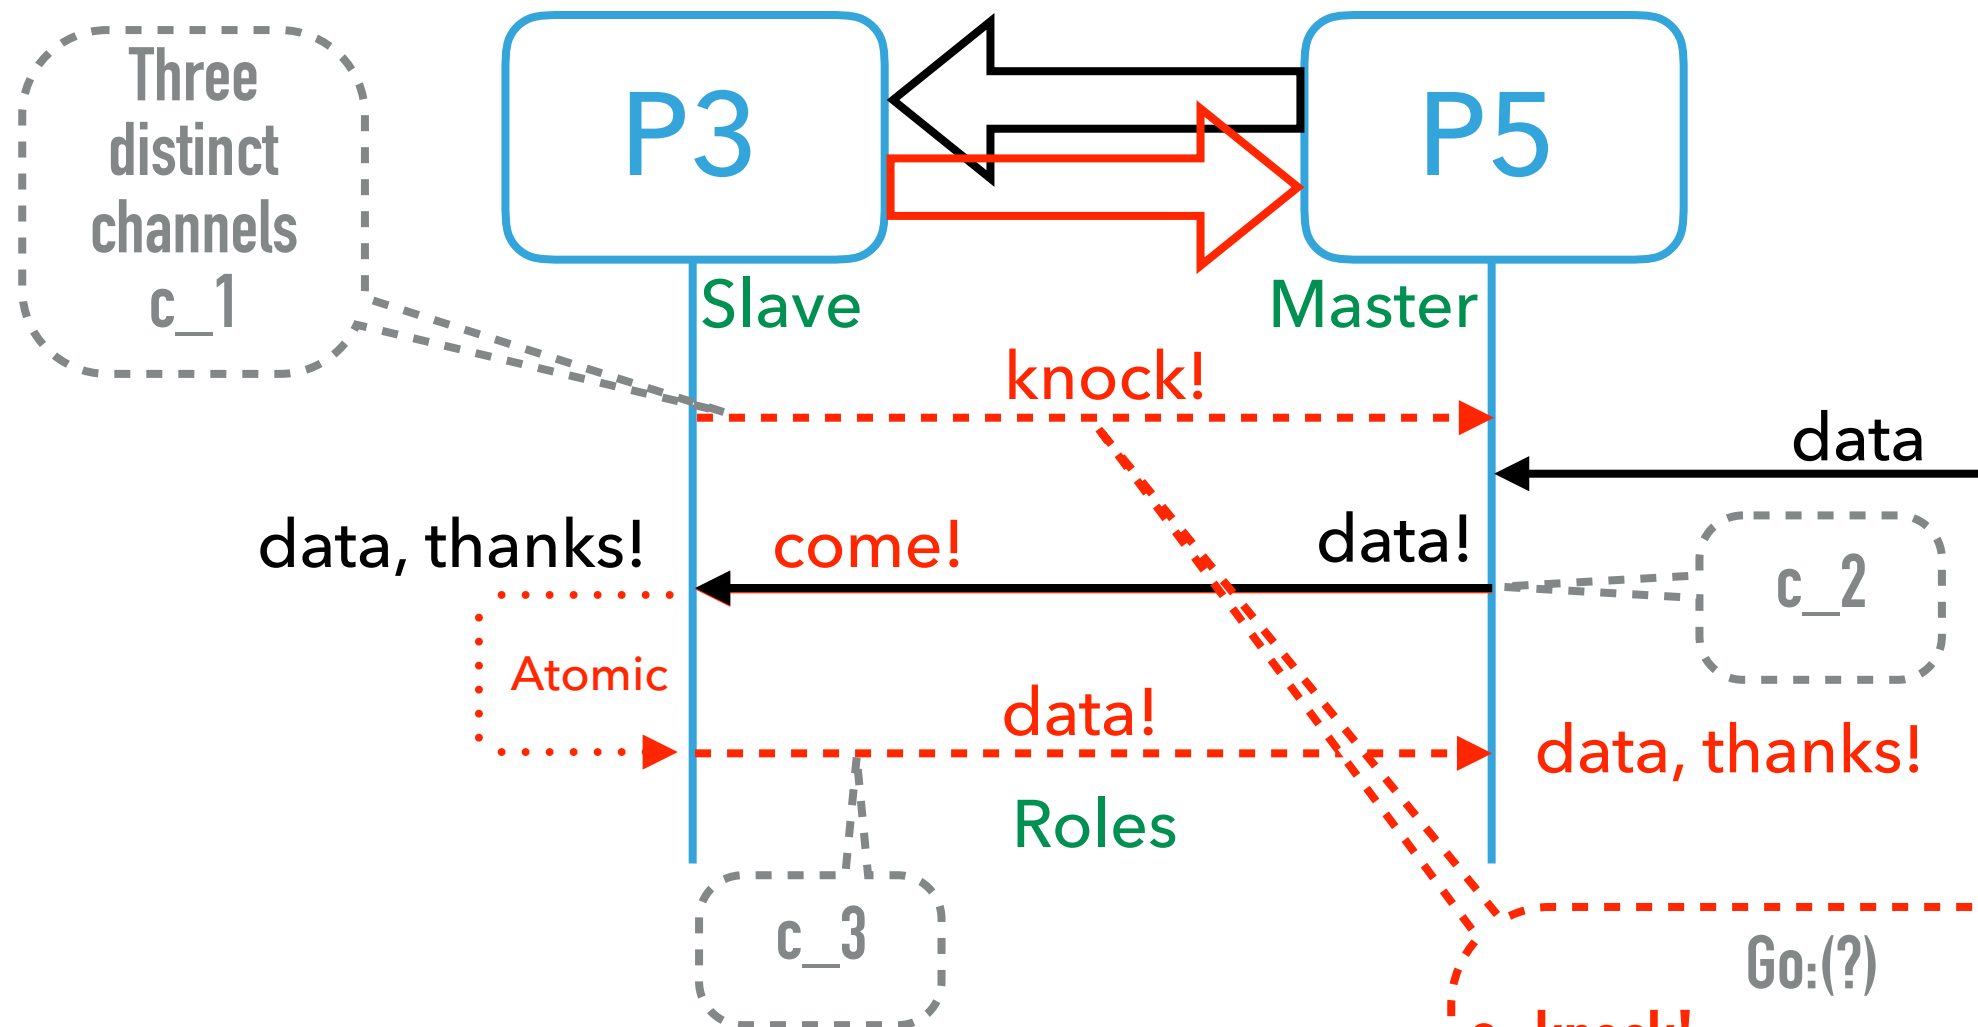 Three
distinct
channels
c_1
P3
P5
Slave
Master
knock!
data
data, thanks!
come!
data!
c_2
Atomic
data!
data, thanks!
Roles
c_3
Go:(?)
knock!